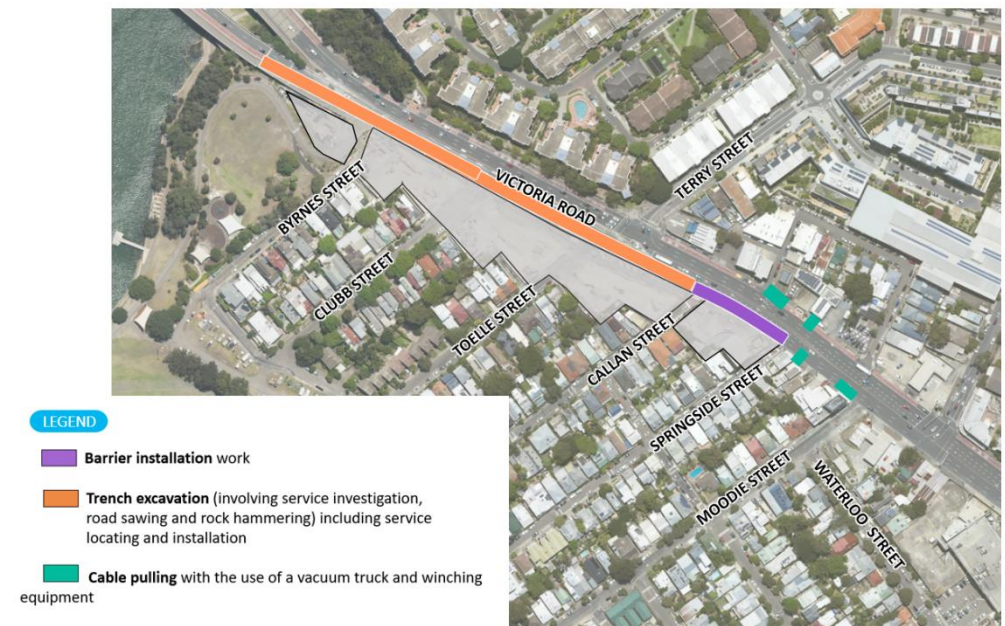 VICTORIA ROAD
TERRY STREET
BYRNES STREET
CLUBB STREET
TOELLE STREET
CALLAN STREET
SPRINGSIDE STREET
MOODIE STREET
WATERLOO STREET
LEGEND
Barrier installation work
Trench excavation (involving service investigation,
road sawing and rock hammering) including service
locating and installation
Cable pulling with the use of a vacuum truck and winching
equipment